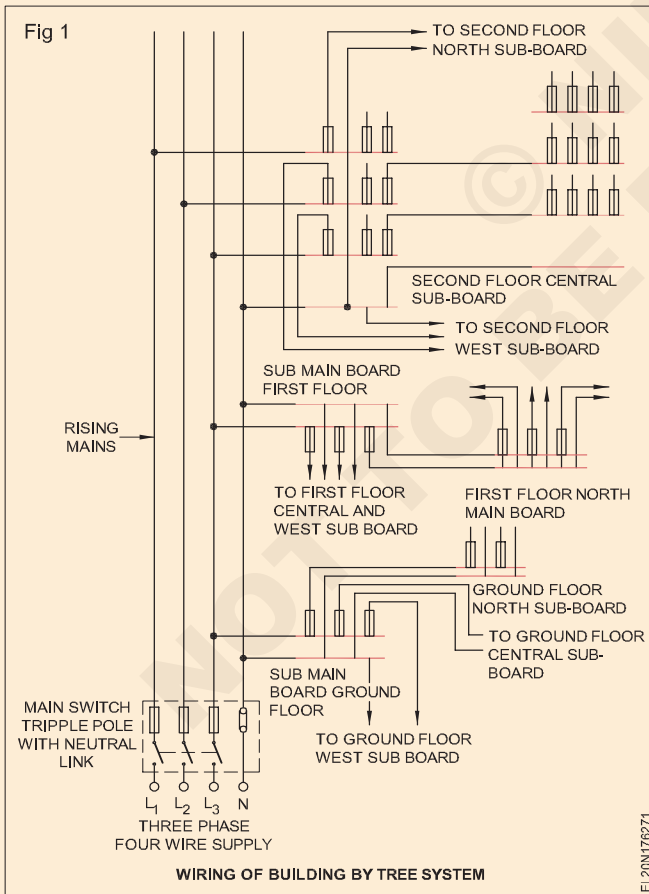 Fig 1
TO SECOND FLOOR
NORTH SUB-BOARD
SECOND FLOOR CENTRAL
SUB-BOARD
TO SECOND FLOOR
WEST SUB-BOARD
SUB MAIN BOARD
FIRST FLOOR
RISING
MAINS
TO FIRST FLOOR
CENTRAL AND
WEST SUB BOARD
FIRST FLOOR NORTH
MAIN BOARD
GROUND FLOOR
NORTH SUB-BOARD
TO GROUND FLOOR
CENTRAL SUB-
BOARD
SUB MAIN
BOARD GROUND
FLOOR
TO GROUND FLOOR
WEST SUB BOARD
MAIN SWITCH
TRIPPLE POLE
WITH NEUTRAL
LINK
L1 L2 L3 N
THREE PHASE
FOUR WIRE SUPPLY
WIRING OF BUILDING BY TREE SYSTEM
EL20N176271
© NI
NOT TO BE